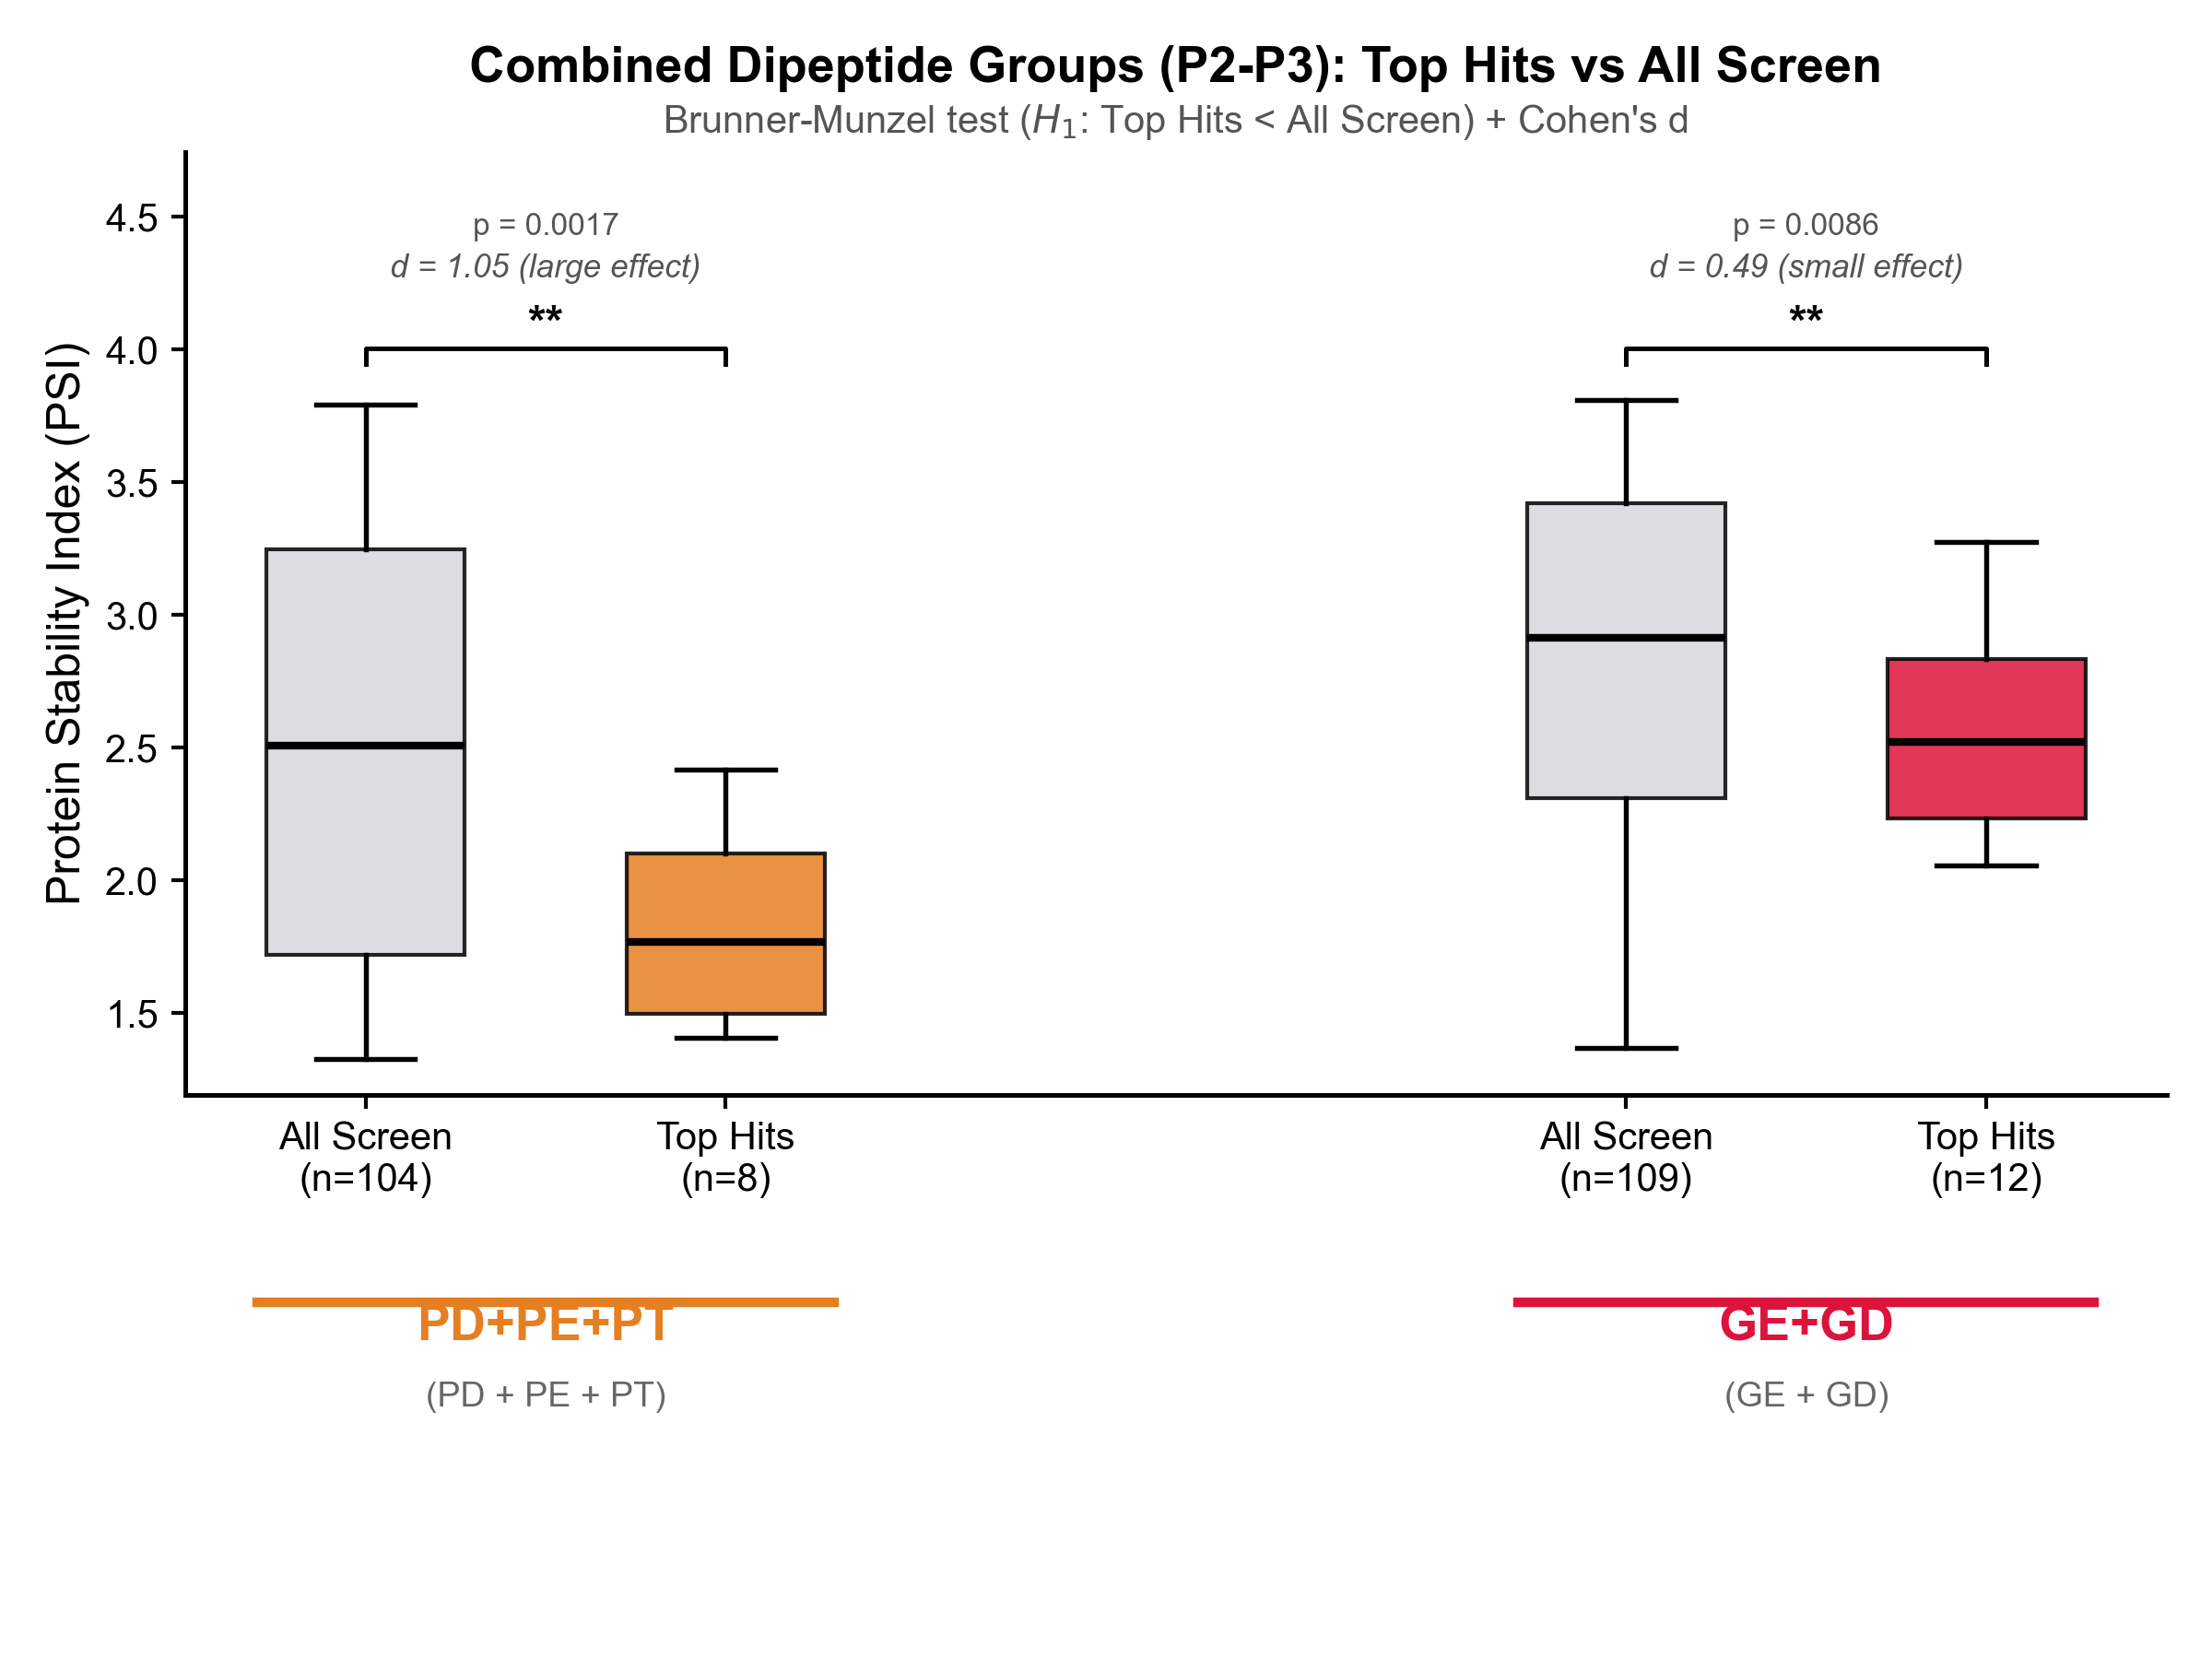 Combined Dipeptide Groups (P2-P3): Top Hits vs All Screen
Brunner-Munzel test (H₁: Top Hits < All Screen) + Cohen's d
Protein Stability Index (PSI)
4.5
4.0
3.5
3.0
2.5
2.0
1.5
p = 0.0017
d = 1.05 (large effect)
**
p = 0.0086
d = 0.49 (small effect)
**
All Screen
(n=104)
Top Hits
(n=8)
All Screen
(n=109)
Top Hits
(n=12)
PD+PE+PT
(PD + PE + PT)
GE+GD
(GE + GD)